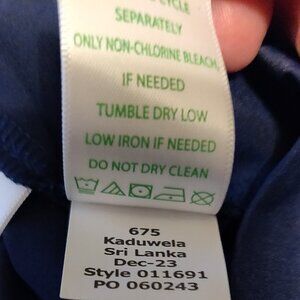 CYCLE
SEPARATELY
ONLY NON-CHLORINE BLEACH
IF NEEDED
TUMBLE DRY LOW
LOW IRON IF NEEDED
DO NOT DRY CLEAN
675
Kaduwela
Sri Lanka
Dec-23
Style 011691
PO 060243